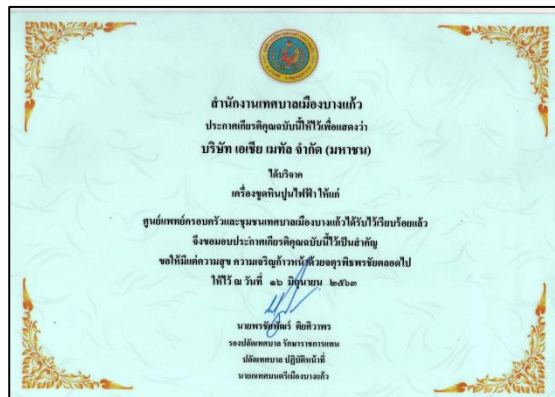 สำนักงานเทศบาลเมืองบางแก้ว
ประกาศเกียรติคุณฉบับนี้ให้ไว้เพื่อแสดงว่า
บริษัท เอเชีย เมทัล จำกัด (มหาชน)
ได้บริจาค
เครื่องขูดหินปูนไฟฟ้า ให้แก่
ศูนย์แพทย์ครอบครัวและชุมชนเทศบาลเมืองบางแก้วได้รับไว้เรียบร้อยแล้ว
จึงขอมอบประกาศเกียรติคุณฉบับนี้ไว้เป็นสำคัญ
ขอให้มีแต่ความสุข ความเจริญก้าวหน้าด้วยจตุรพิธพรชัยตลอดไป
ให้ไว้ ณ วันที่ ๑๖ มิถุนายน ๒๕๖๓
รองปลัดเทศบาล รักษาราชการแทน
ปลัดเทศบาล ปฏิบัติหน้าที่
นายกเทศมนตรีเมืองบางแก้ว